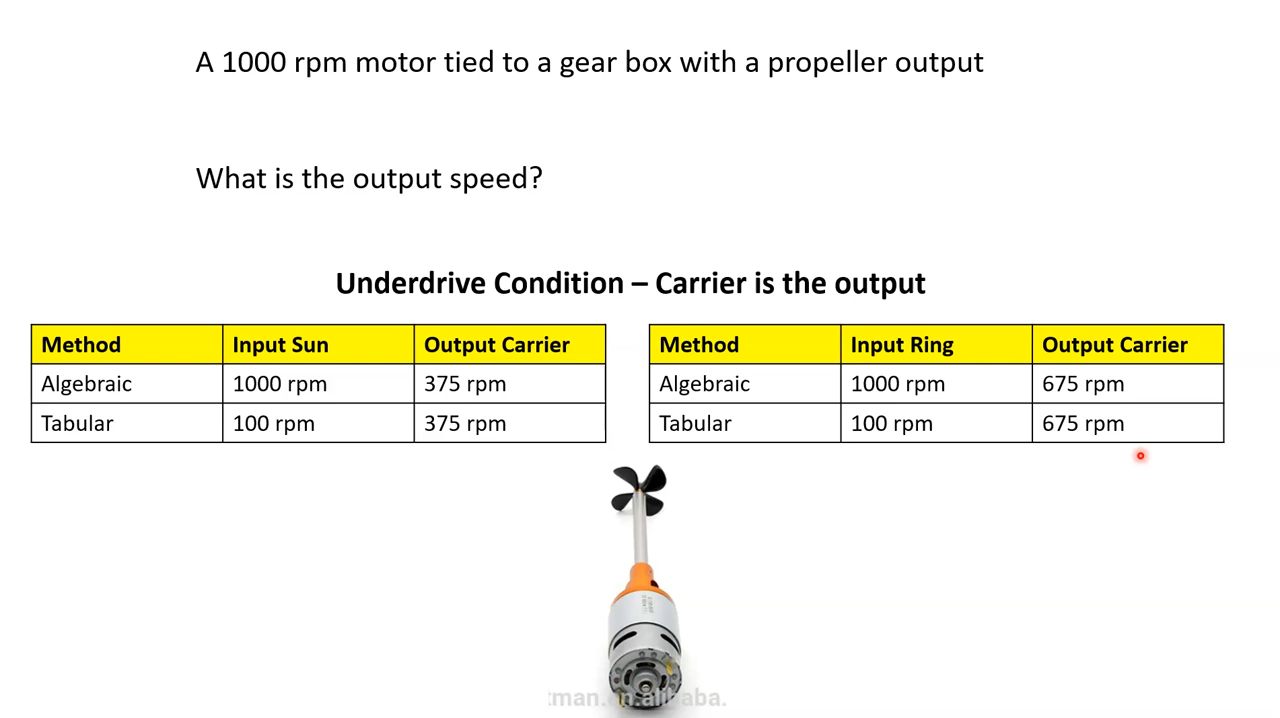 A 1000 rpm motor tied to a gear box with a propeller output
What is the output speed?
Underdrive Condition – Carrier is the output
Method Input Sun Output Carrier
Algebraic 1000 rpm 375 rpm
Tabular 100 rpm 375 rpm
Method Input Ring Output Carrier
Algebraic 1000 rpm 675 rpm
Tabular 100 rpm 675 rpm